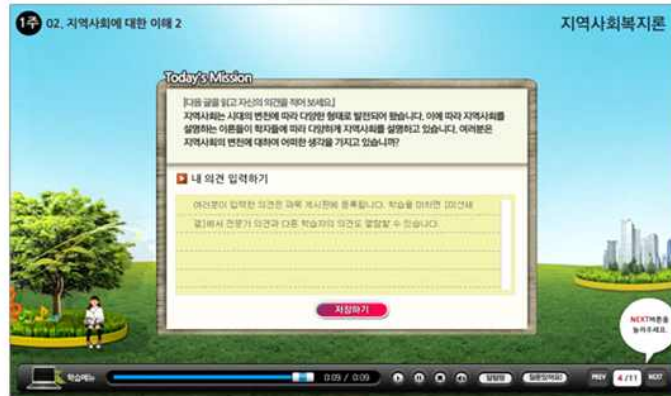 1주 02. 지역사회에 대한 이해 2
지역사회복지론
Today's Mission
[다음 글을 읽고 자신의 의견을 적어 보세요.]
지역사회는 시대의 변천에 따라 다양한 형태로 발전되어 왔습니다. 이에 따라 지역사회를
설명하는 이론들이 학자들에 따라 다양하게 지역사회를 설명하고 있습니다. 여러분은
지역사회의 변천에 대하여 어떠한 생각을 가지고 있습니까?
내 의견 입력하기
여러분이 입력한 의견은 과목 게시판에 등록됩니다. 학습을 마치면 [미션해
결]에서 전문가 의견과 다른 학습자의 의견도 열람할 수 있습니다.
저장하기
NEXT버튼을
눌러주세요.
학습메뉴
0:09 / 0:09
질문있어요!
PREV 4 /11 NEXT